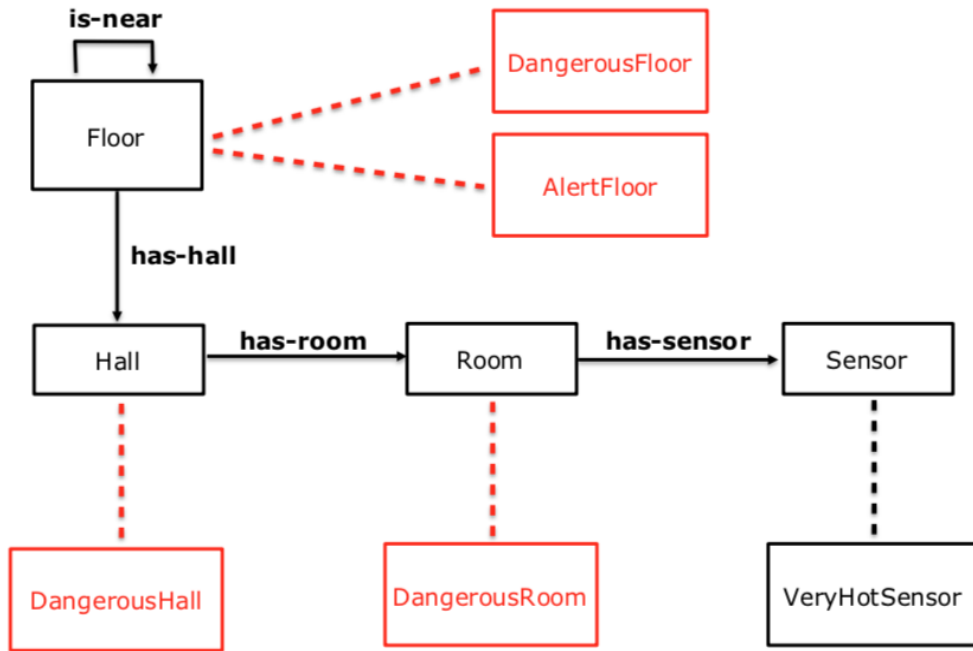 is-near
DangerousFloor
Floor
AlertFloor
has-hall
has-room
has-sensor
Hall
Room
Sensor
DangerousHall
DangerousRoom
VeryHotSensor